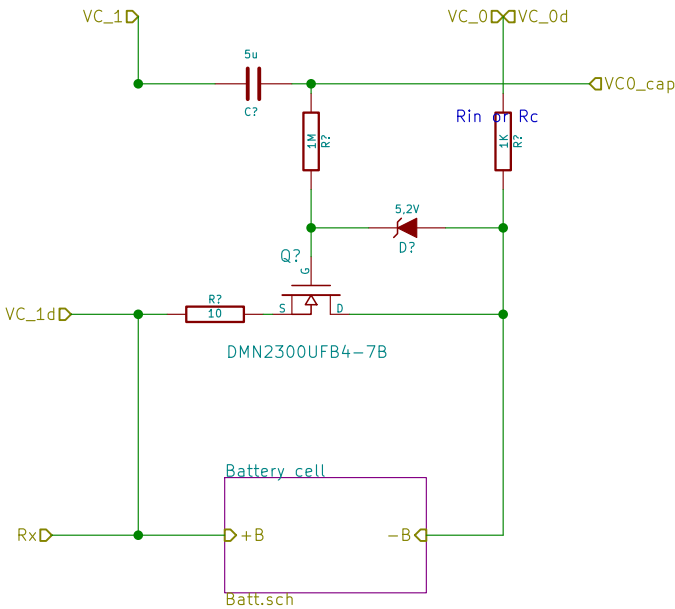 VC_1
VC_0
VC_0d
5u
C?
VC0_cap
Rin or Rc
1M
R?
1K
R?
5,2V
D?
Q?
G
S
D
VC_1d
R?
10
DMN2300UFB4-7B
Battery cell
Rx
+B
-B
Batt.sch